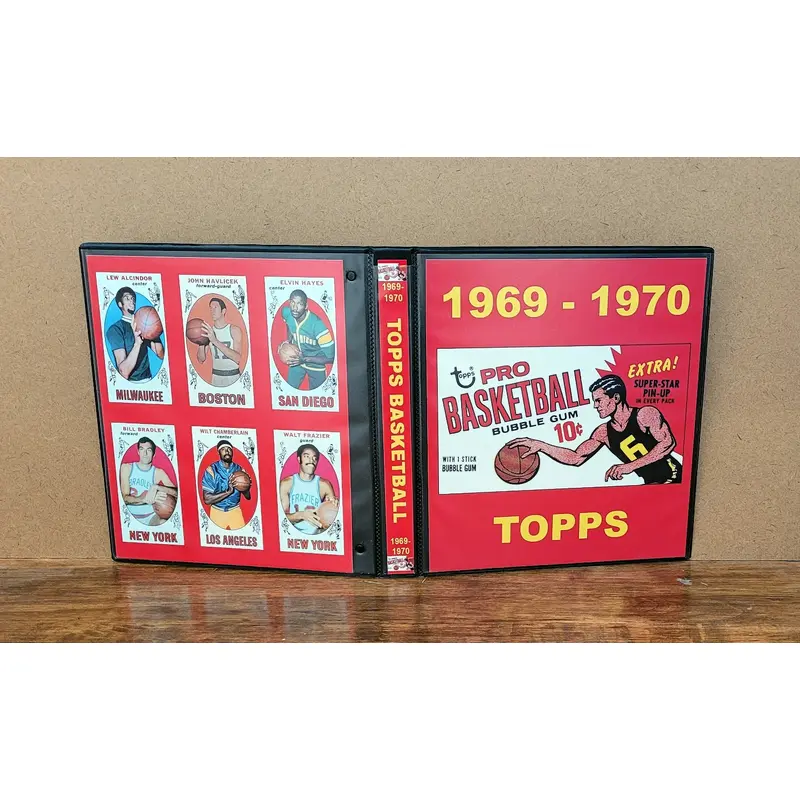 LEW ALCINDOR
center
MILWAUKEE
JOHN HAVLICEK
forward-guard
BOSTON
ELVIN HAYES
center
SAN DIEGO
BILL BRADLEY
forward
BRADLEY
NEW YORK
WILT CHAMBERLAIN
center
LOS ANGELES
WALT FRAZIER
guard
FRAZIER
NEW YORK
1969-
1970
TOPPS BASKETBALL
1969-
1970
1969 - 1970
Topps
PRO
BASKETBALL
BUBBLE GUM
10¢
WITH 1 STICK
BUBBLE GUM
EXTRA!
SUPER-STAR
PIN-UP
IN EVERY PACK
6
TOPPS